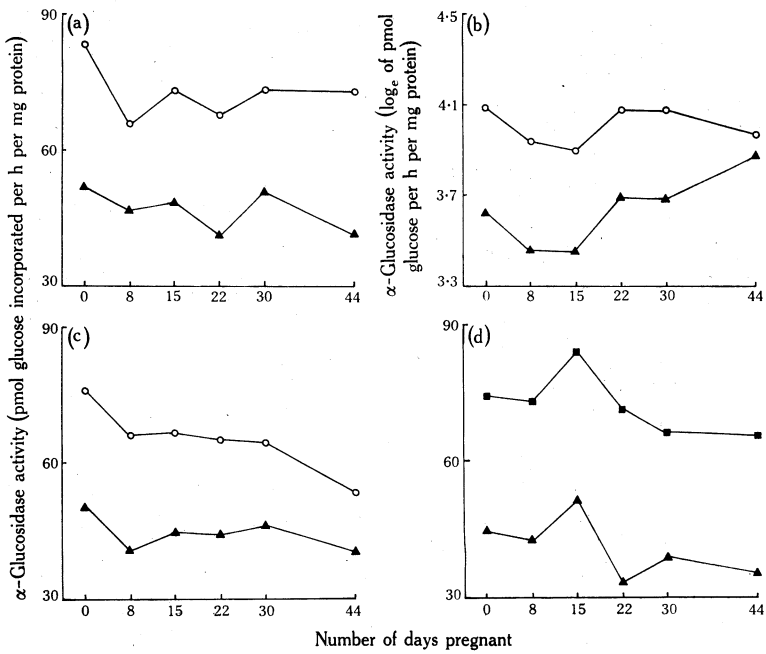 α-Glucosidase activity (pmol glucose incorporated per h per mg protein)
90
(a)
60
30
0 8 15 22 30 44
α-Glucosidase activity (logₑ of pmol
glucose per h per mg protein)
4·5
(b)
4·1
3·7
3·3
0 8 15 22 30 44
90
(c)
60
30
0 8 15 22 30 44
90
(d)
60
30
0 8 15 22 30 44
Number of days pregnant